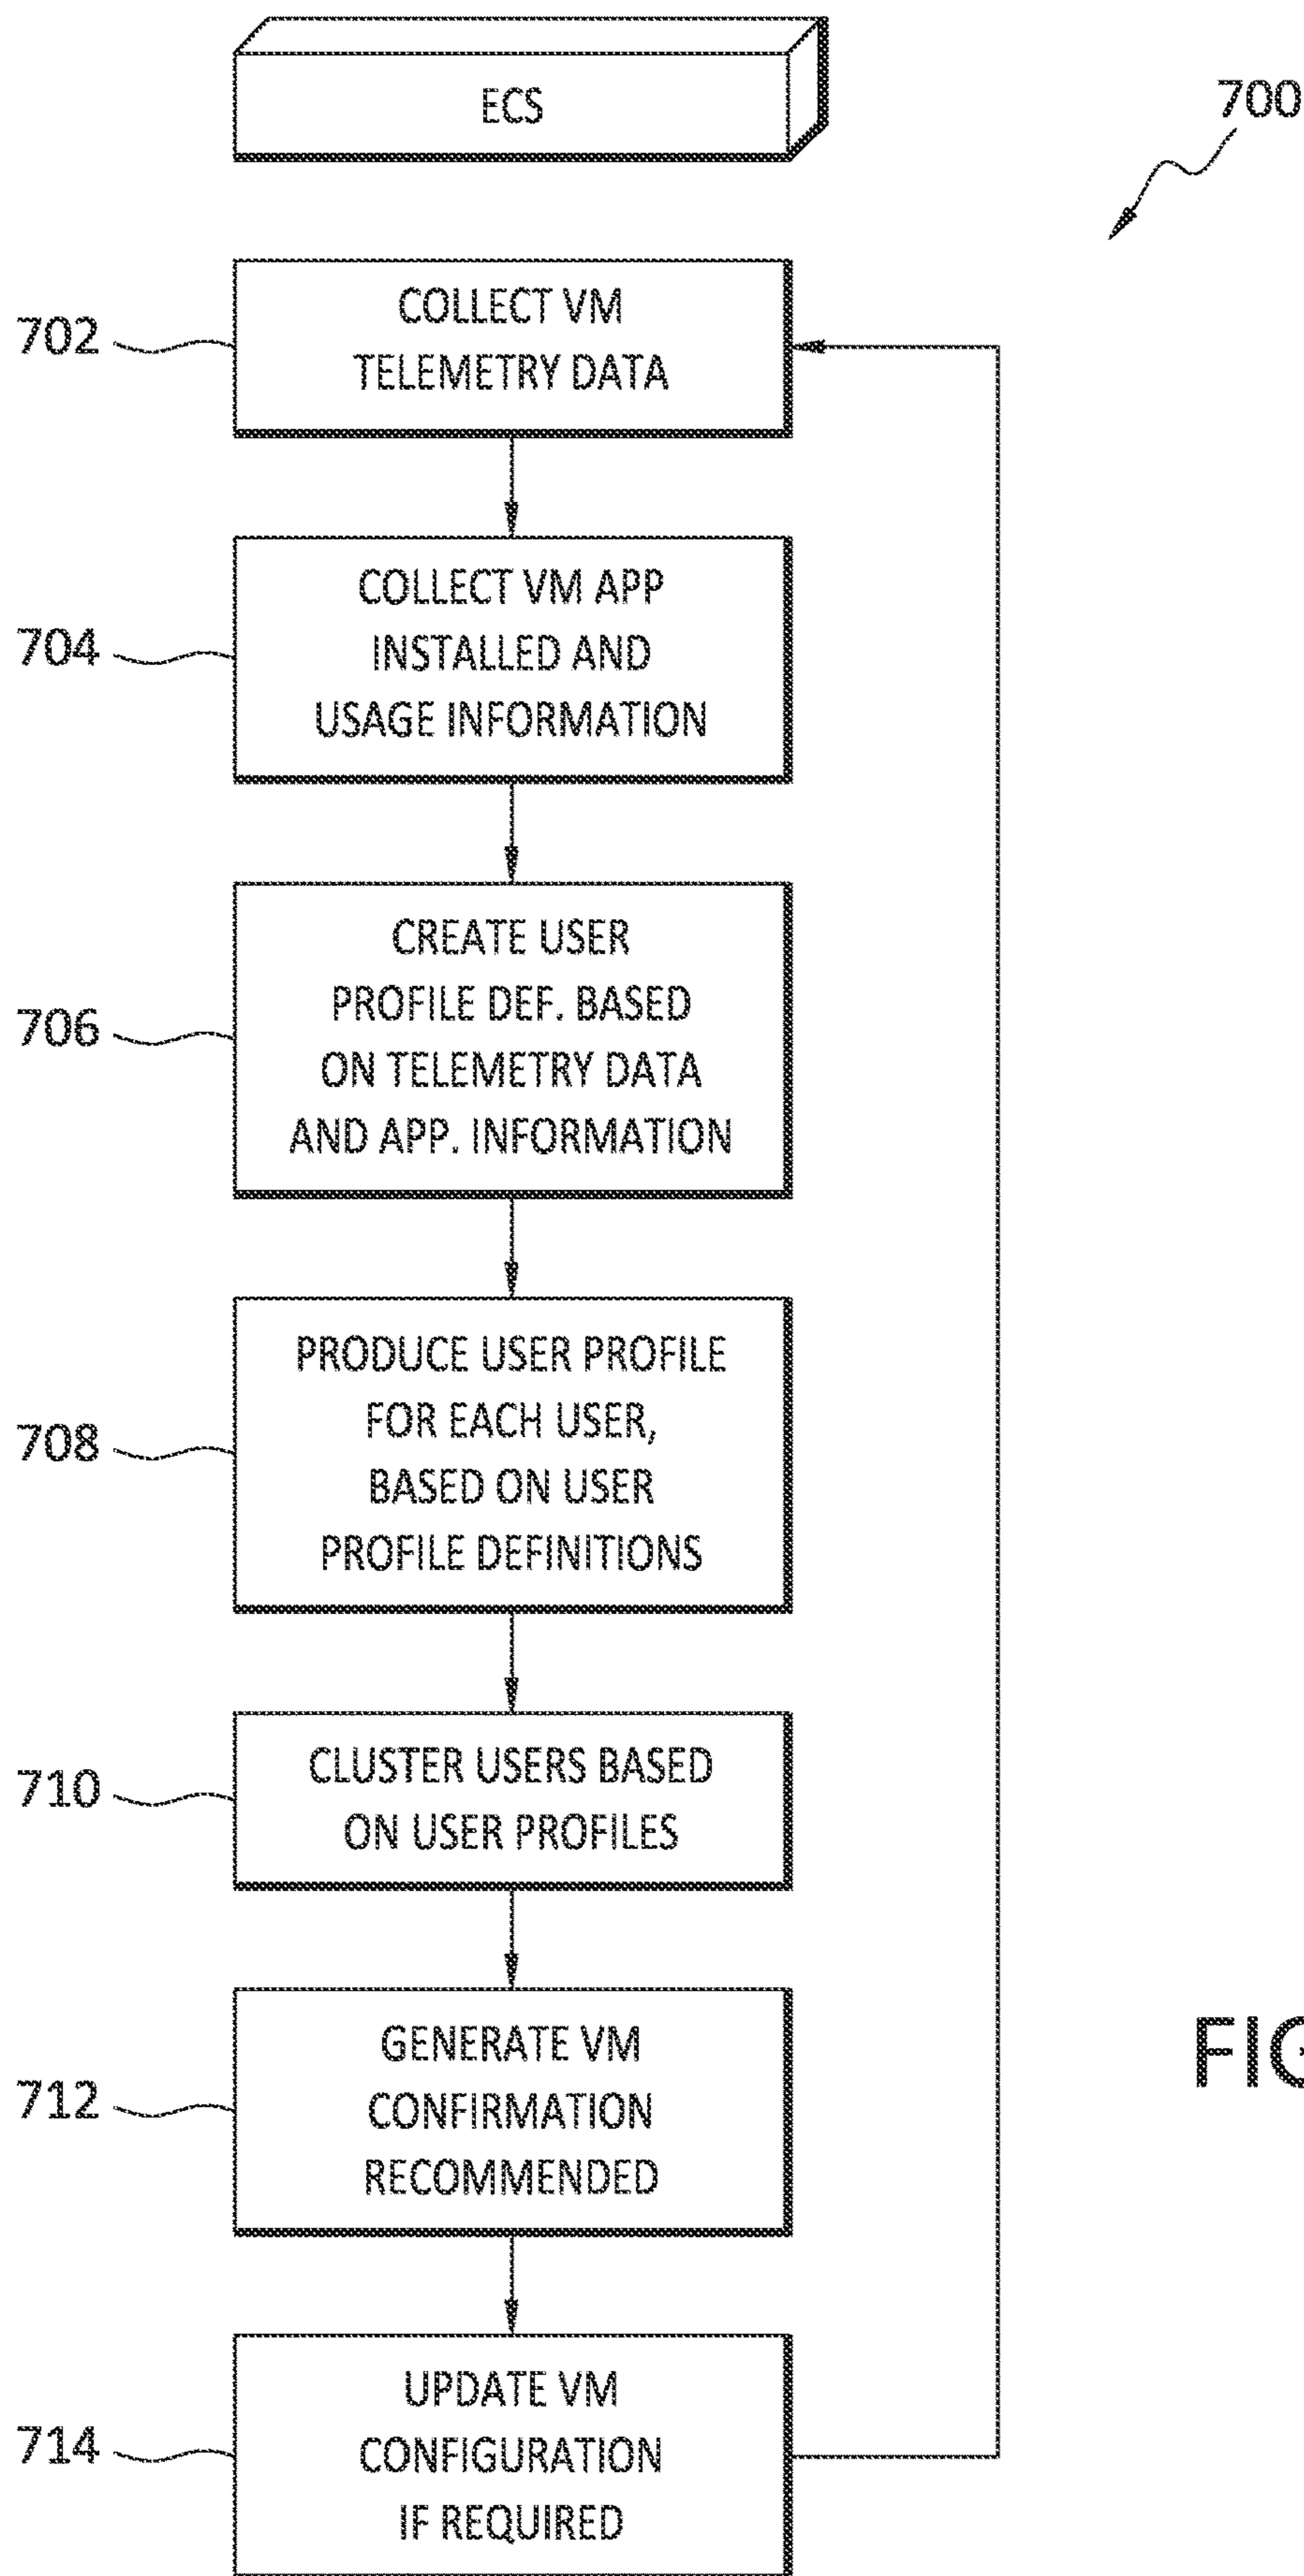 ECS
700
702
COLLECT VM
TELEMETRY DATA
704
COLLECT VM APP
INSTALLED AND
USAGE INFORMATION
706
CREATE USER
PROFILE DEF. BASED
ON TELEMETRY DATA
AND APP. INFORMATION
708
PRODUCE USER PROFILE
FOR EACH USER,
BASED ON USER
PROFILE DEFINITIONS
710
CLUSTER USERS BASED
ON USER PROFILES
712
GENERATE VM
CONFIRMATION
RECOMMENDED
FIG
714
UPDATE VM
CONFIGURATION
IF REQUIRED